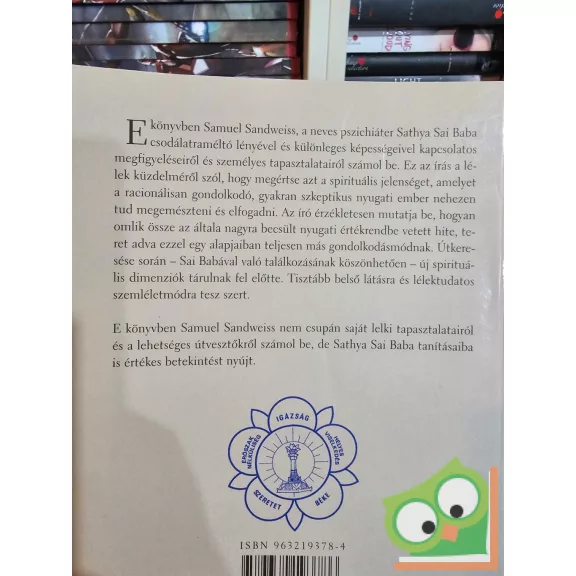 E könyvben Samuel Sandweiss, a neves pszichiáter Sathya Sai Baba
csodálatraméltó lényével és különleges képességeivel kapcsolatos
megfigyeléseiről és személyes tapasztalatairól számol be. Ez az írás a lé-
lek küzdelméről szól, hogy megértse azt a spirituális jelenséget, amelyet
a racionálisan gondolkodó, gyakran szkeptikus nyugati ember nehezen
tud megemészteni és elfogadni. Az író érzékletesen mutatja be, hogyan
omlik össze az általa nagyra becsült nyugati értékrendbe vetett hite, te-
ret adva ezzel egy alapjaiban teljesen más gondolkodásmódnak. Útkere-
sése során – Sai Babával való találkozásának köszönhetően – új spirituá-
lis dimenziók tárulnak fel előtte. Tisztább belső látásra és lélektudatos
szemléletmódra tesz szert.
E könyvben Samuel Sandweiss nem csupán saját lelki tapasztalatairól
és a lehetséges útvesztőkről számol be, de Sathya Sai Baba tanításaiba
is értékes betekintést nyújt.
IGAZSÁG
ERŐSZAK
NÉLKÜLISÉG
HELYES
VISELKEDÉS
SZERETET
BÉKE
ISBN 963219378-4